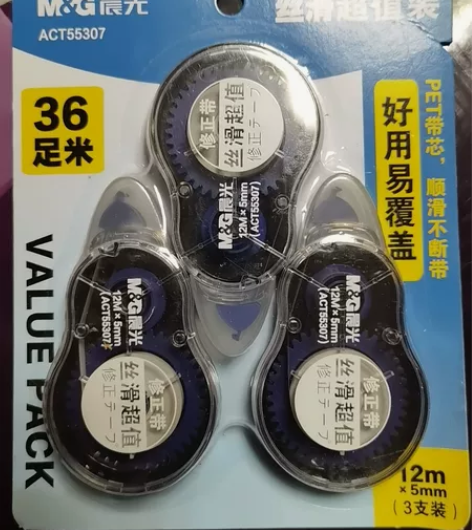 M&G晨光
丝滑超值装
ACT55307
36
足米
VALUE PACK
好用易覆盖
PET带芯，顺滑不断带
修正带
丝滑超值
修正テープ
M&G晨光
12M×5mm
(ACT55307)
M&G晨光
12M×5mm
(ACT55307)
修正带
丝滑超值
修正テープ
M&G晨光
12M×5mm
(ACT55307)
修正带
丝滑超值
修正テープ
12m
×5mm
(3支装)